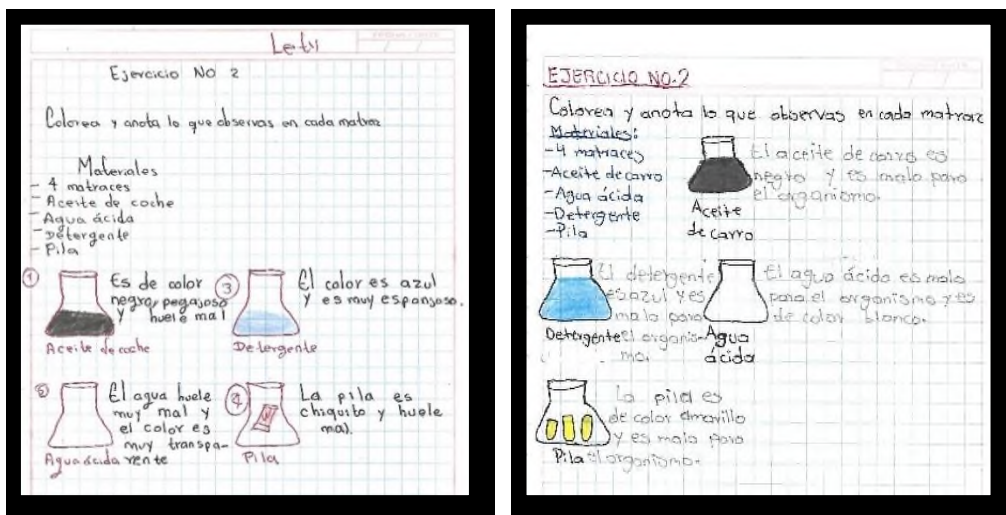 Lety
Ejercicio No 2
Colorea y anota lo que observas en cada matraz
Materiales
- 4 matraces
- Aceite de coche
- Agua ácida
- Detergente
- Pila
① Es de color
negro, pegajoso
y huele mal
Aceite de coche
③ El color es azul
y es muy espanjoso.
Detergente
② El agua huele
muy mal y
el color es
muy transpa-
rente
Agua ácida
④ La pila es
chiquito y huele
mal.
Pila
EJERCICIO NO.2
Colorea y anota lo que observas en cada matraz
Materiales:
-4 matraces
-Aceite de carro
-Agua ácida
-Detergente
-Pila
El aceite de carro es
negro y es malo para
el organismo.
Aceite
de carro
El detergente
es azul y es
malo para
el organis-
mo.
Detergente
El agua ácida es mala
para el organismo y es
de color blanco.
Agua
ácida
La pila es
de color amarillo
y es mala para
el organismo.
Pila